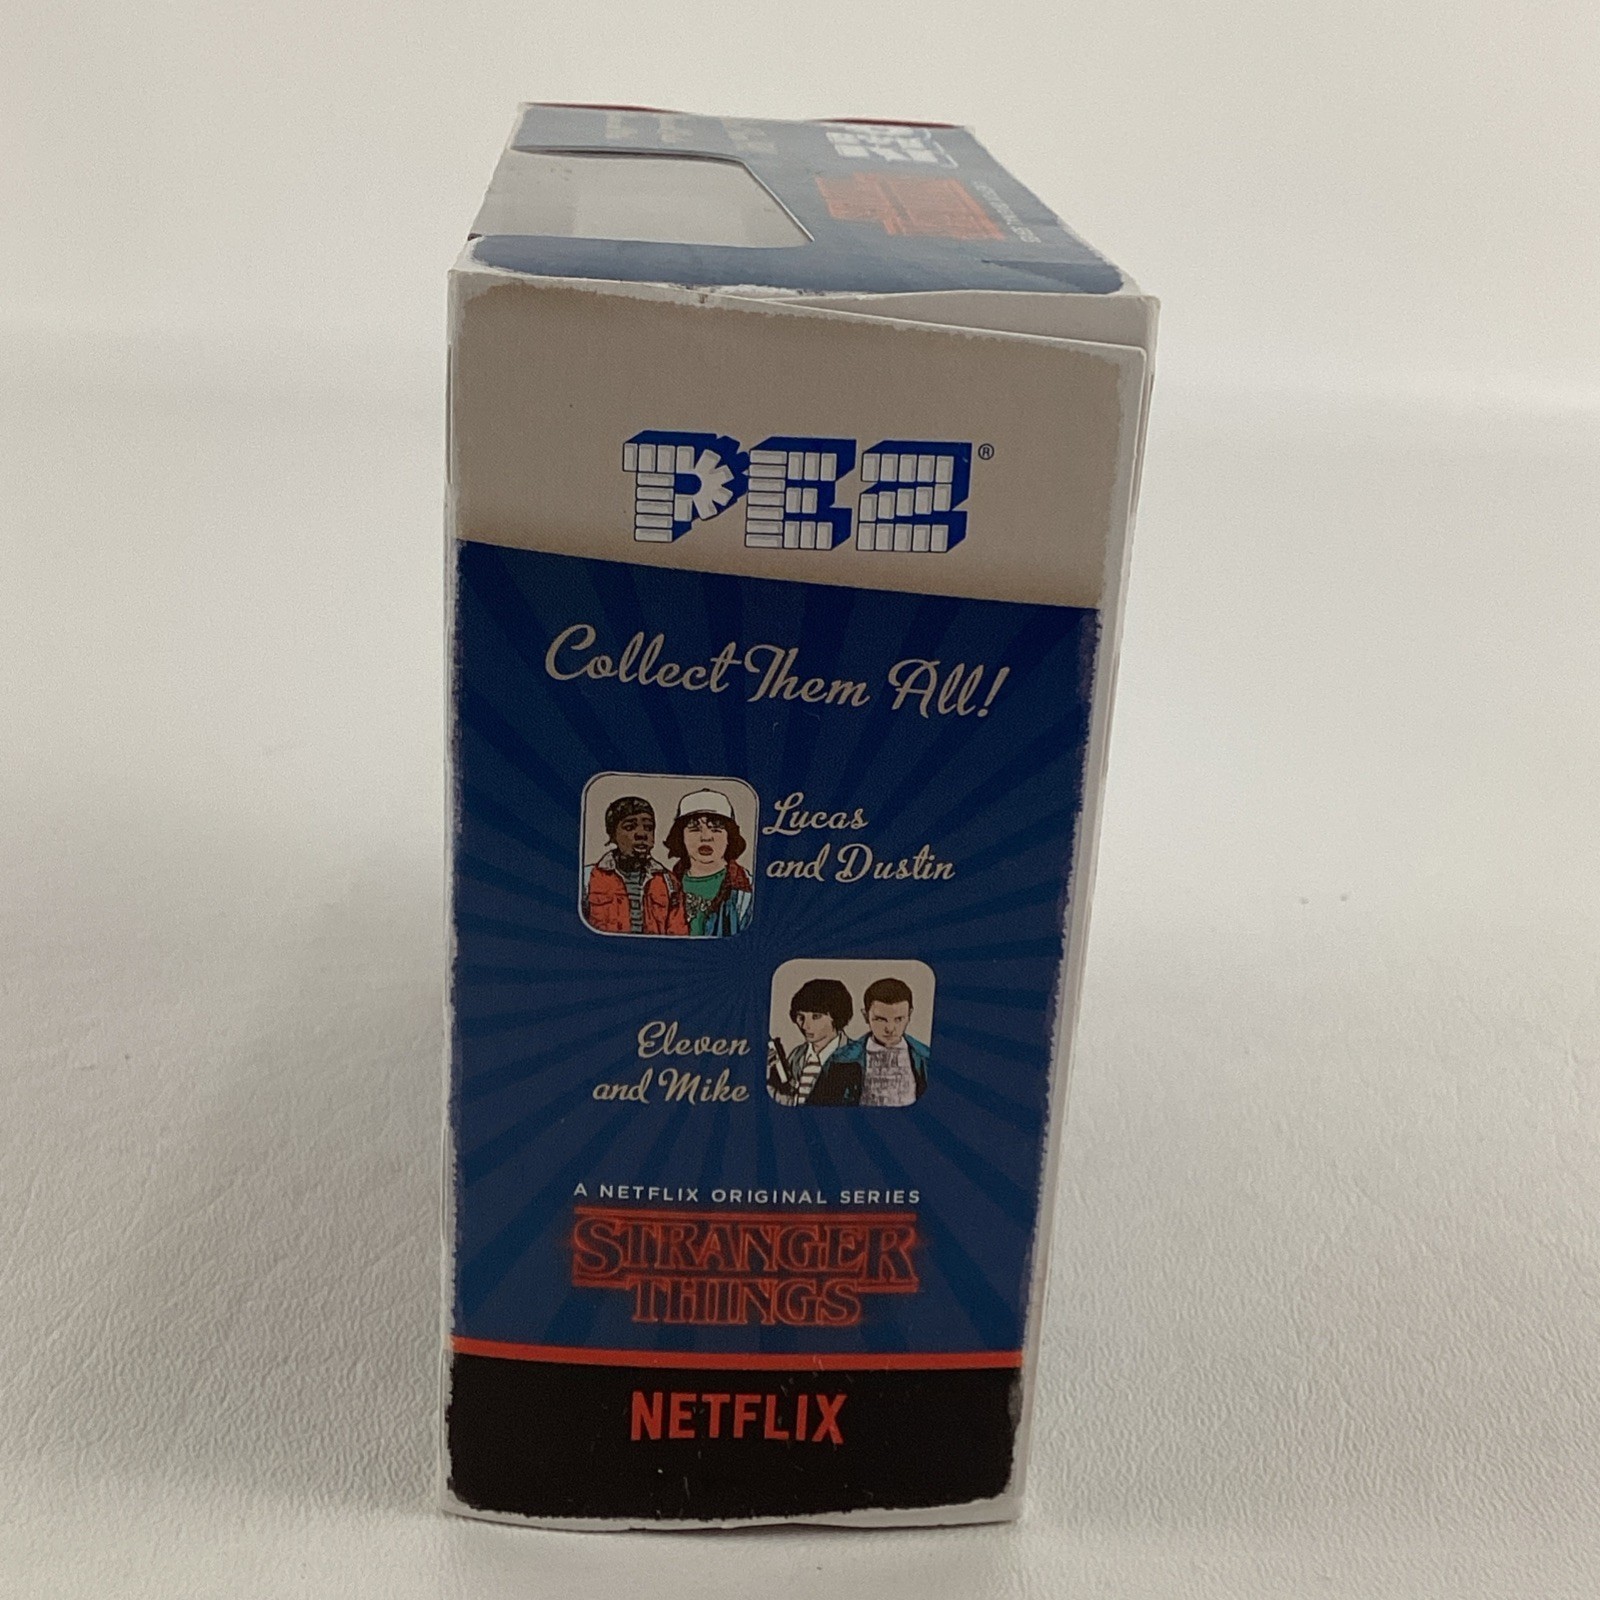 PEZ®
Collect Them All!
Lucas
and Dustin
Eleven
and Mike
A NETFLIX ORIGINAL SERIES
STRANGER
THINGS
NETFLIX